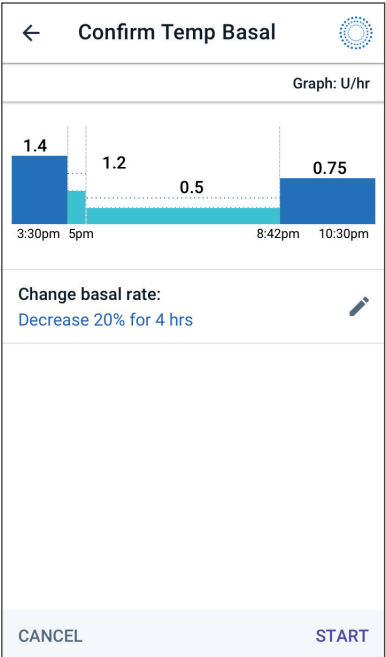 Confirm Temp Basal
Graph: U/hr
1.4
1.2
0.5
0.75
3:30pm 5pm 8:42pm 10:30pm
Change basal rate:
Decrease 20% for 4 hrs
CANCEL START